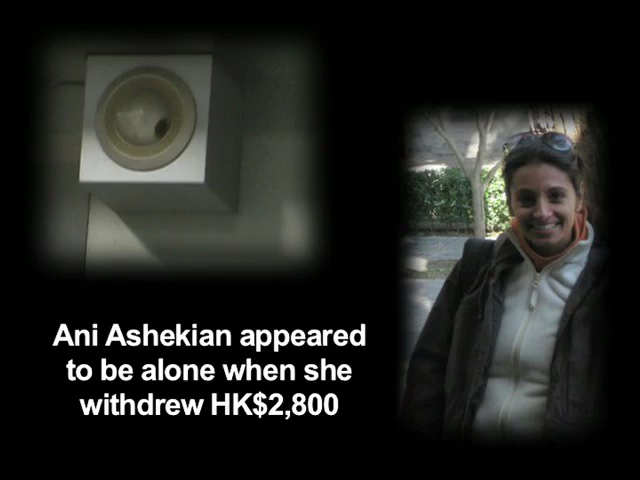 Ani Ashekian appeared
to be alone when she
withdrew HK$2,800